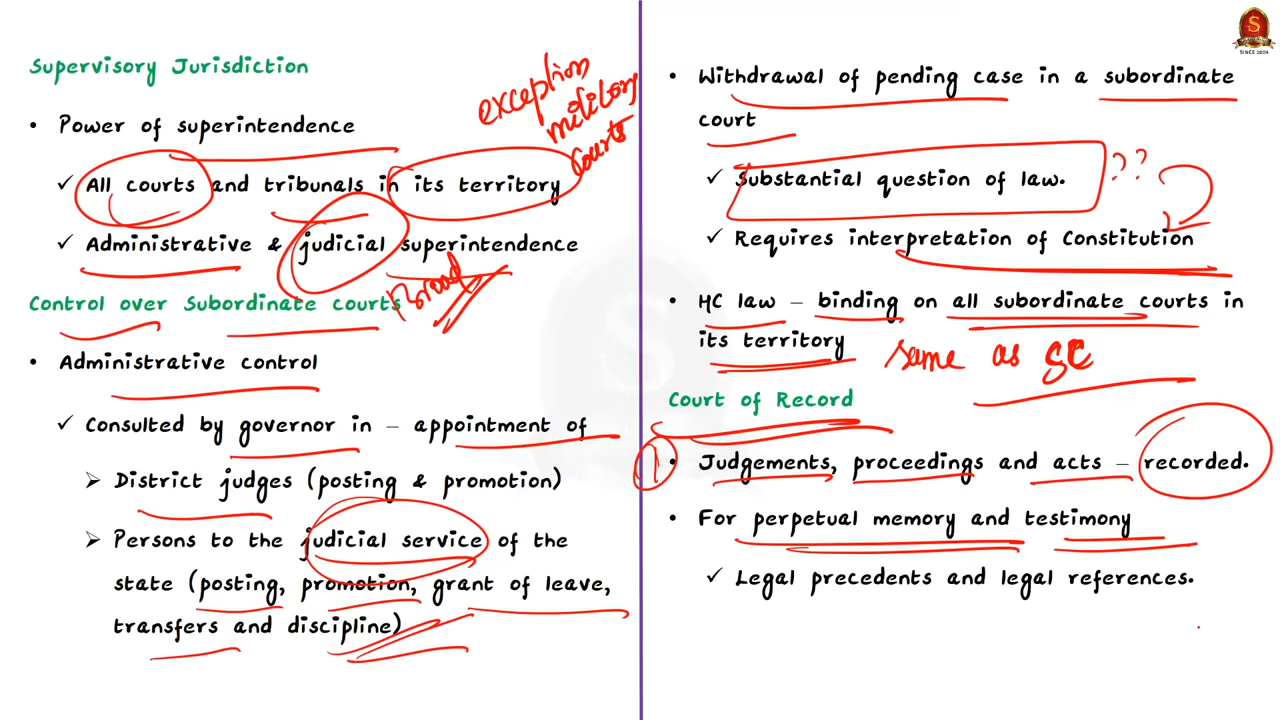 Supervisory Jurisdiction
• Power of superintendence
✓ All courts and tribunals in its territory
exception
military
courts
✓ Administrative & judicial superintendence
Broad
Control over Subordinate courts
• Administrative control
✓ Consulted by governor in – appointment of
➢ District judges (posting & promotion)
➢ Persons to the judicial service of the
state (posting, promotion, grant of leave,
transfers and discipline)
S
SINCE 2004
• Withdrawal of pending case in a subordinate
court
✓ Substantial question of law.
??
✓ Requires interpretation of Constitution
• HC law – binding on all subordinate courts in
its territory
same as SC
Court of Record
1
• Judgements, proceedings and acts – recorded.
• For perpetual memory and testimony
✓ Legal precedents and legal references.